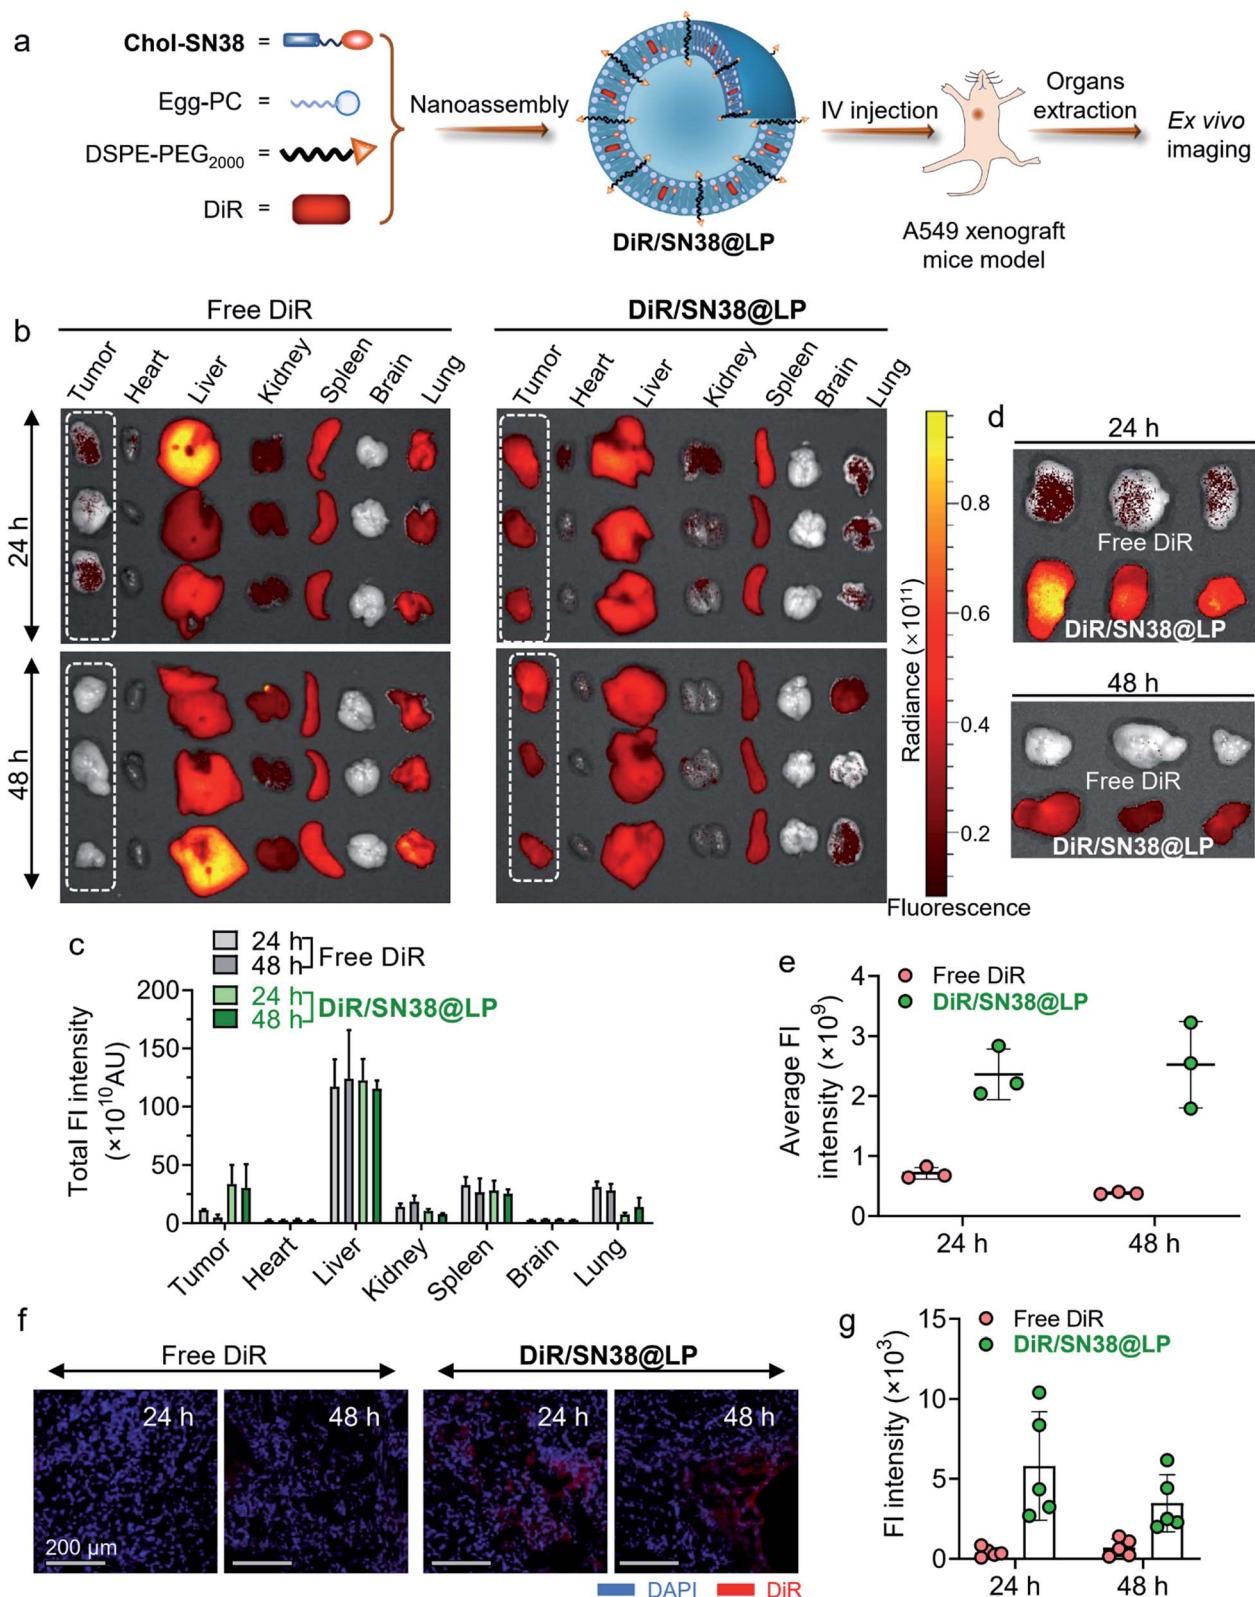 a
Chol-SN38 =
Egg-PC =
DSPE-PEG2000 =
DiR =
Nanoassembly
DiR/SN38@LP
IV injection
A549 xenograft
mice model
Organs
extraction
Ex vivo
imaging
b
Free DiR
DiR/SN38@LP
Tumor Heart Liver Kidney Spleen Brain Lung
Tumor Heart Liver Kidney Spleen Brain Lung
24 h
48 h
0.8
0.6
0.4
0.2
Radiance (×10^11)
Fluorescence
d
24 h
Free DiR
DiR/SN38@LP
48 h
Free DiR
DiR/SN38@LP
c
24 h
48 h
Free DiR
24 h
48 h
DiR/SN38@LP
Total FI intensity
(×10^10AU)
200
150
100
50
0
Tumor Heart Liver Kidney Spleen Brain Lung
e
Free DiR
DiR/SN38@LP
Average FI
intensity (×10^9)
4
3
2
1
0
24 h 48 h
f
Free DiR
DiR/SN38@LP
24 h 48 h 24 h 48 h
200 μm
DAPI DiR
g
Free DiR
DiR/SN38@LP
FI intensity (×10^3)
15
10
5
0
24 h 48 h